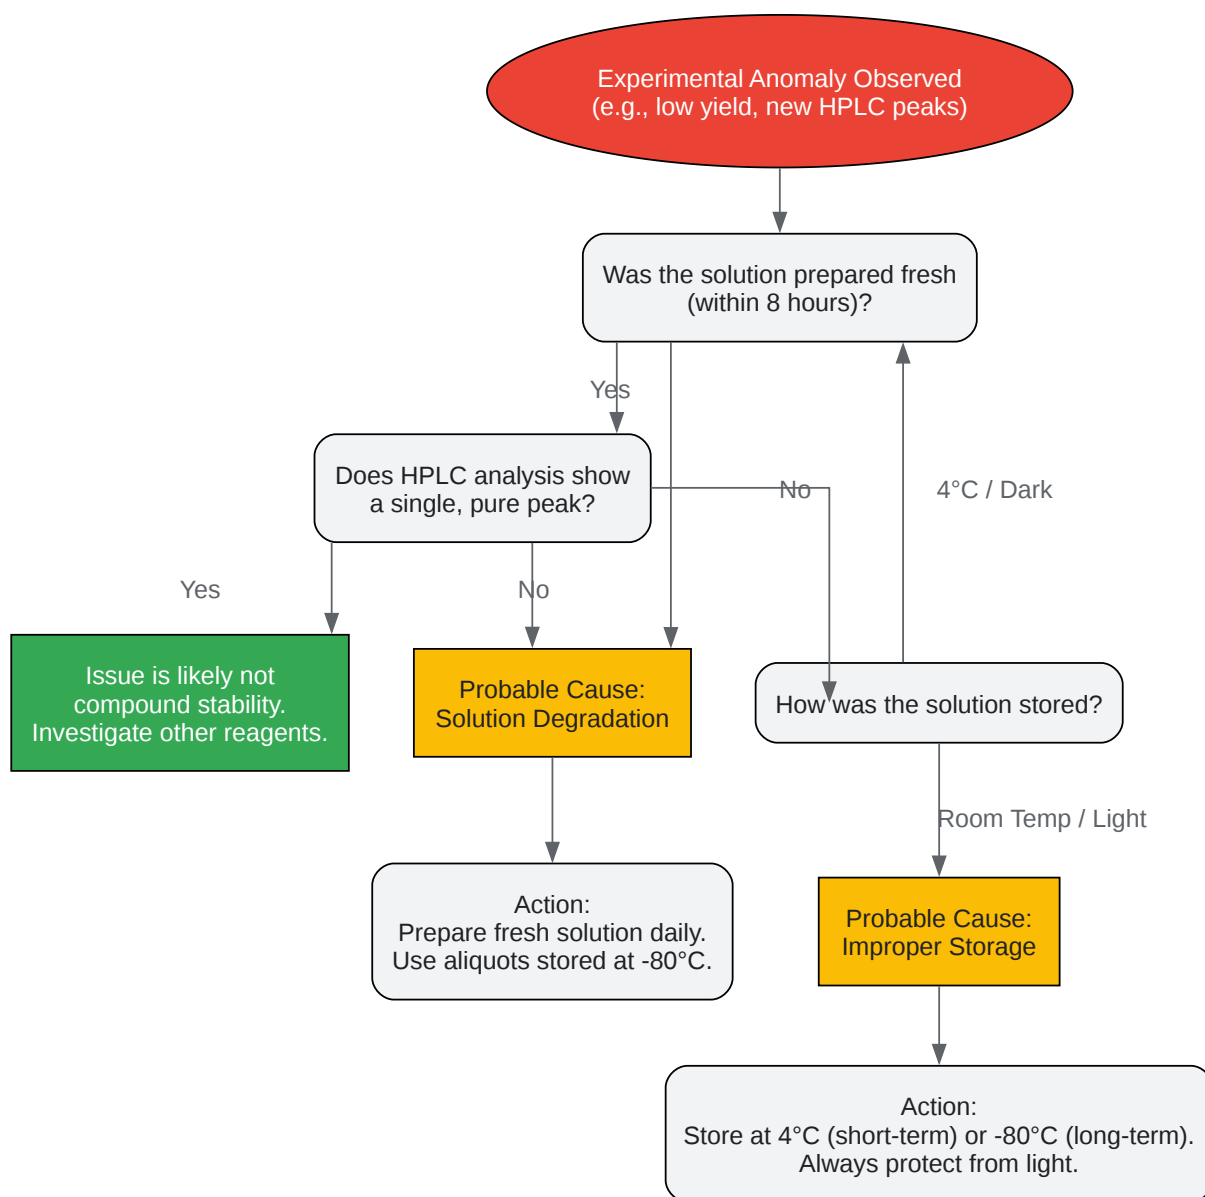 Experimental Anomaly Observed
(e.g., low yield, new HPLC peaks)
Was the solution prepared fresh
(within 8 hours)?
Yes
Does HPLC analysis show
a single, pure peak?
No
4°C / Dark
Yes
No
Issue is likely not
compound stability.
Investigate other reagents.
Probable Cause:
Solution Degradation
How was the solution stored?
Room Temp / Light
Action:
Prepare fresh solution daily.
Use aliquots stored at -80°C.
Probable Cause:
Improper Storage
Action:
Store at 4°C (short-term) or -80°C (long-term).
Always protect from light.